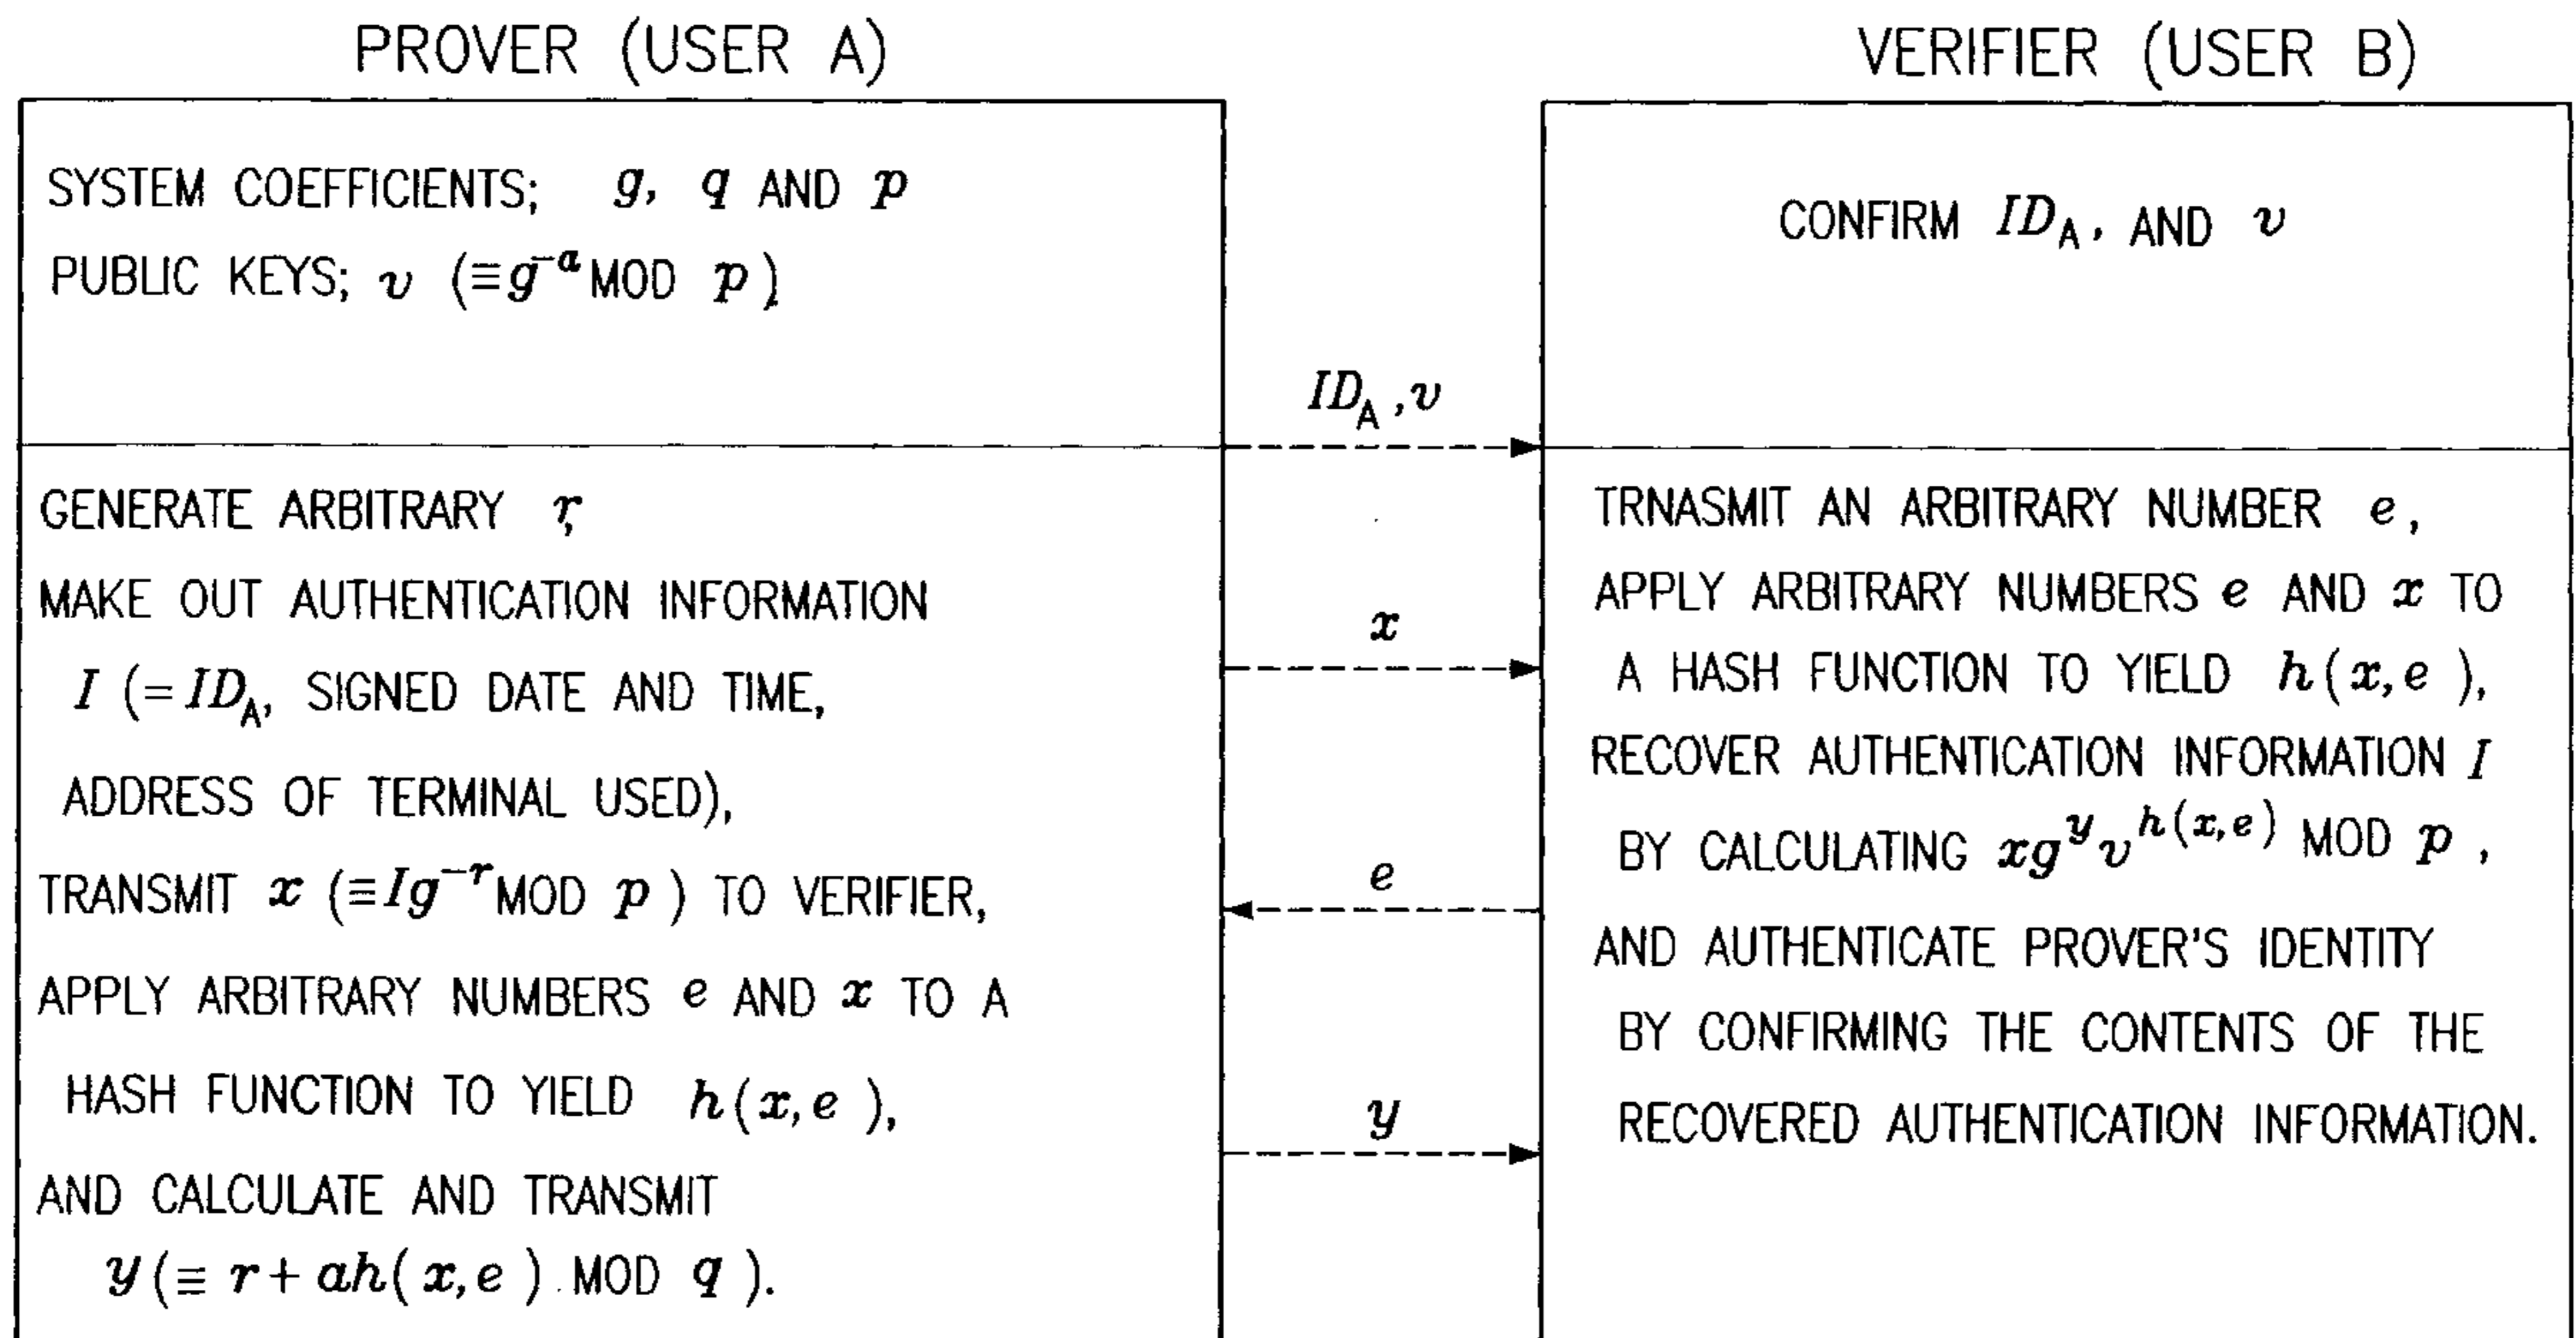 PROVER (USER A)
SYSTEM COEFFICIENTS; g, q AND p
PUBLIC KEYS; v (≡g⁻ᵃ MOD p)
GENERATE ARBITRARY r,
MAKE OUT AUTHENTICATION INFORMATION
I (=ID_A, SIGNED DATE AND TIME,
ADDRESS OF TERMINAL USED),
TRANSMIT x (≡Ig⁻ʳ MOD p) TO VERIFIER,
APPLY ARBITRARY NUMBERS e AND x TO A
HASH FUNCTION TO YIELD h(x,e),
AND CALCULATE AND TRANSMIT
y(≡ r+ah(x,e) MOD q).
ID_A,v
x
e
y
VERIFIER (USER B)
CONFIRM ID_A, AND v
TRNASMIT AN ARBITRARY NUMBER e,
APPLY ARBITRARY NUMBERS e AND x TO
A HASH FUNCTION TO YIELD h(x,e),
RECOVER AUTHENTICATION INFORMATION I
BY CALCULATING xg^y v^h(x,e) MOD p,
AND AUTHENTICATE PROVER'S IDENTITY
BY CONFIRMING THE CONTENTS OF THE
RECOVERED AUTHENTICATION INFORMATION.